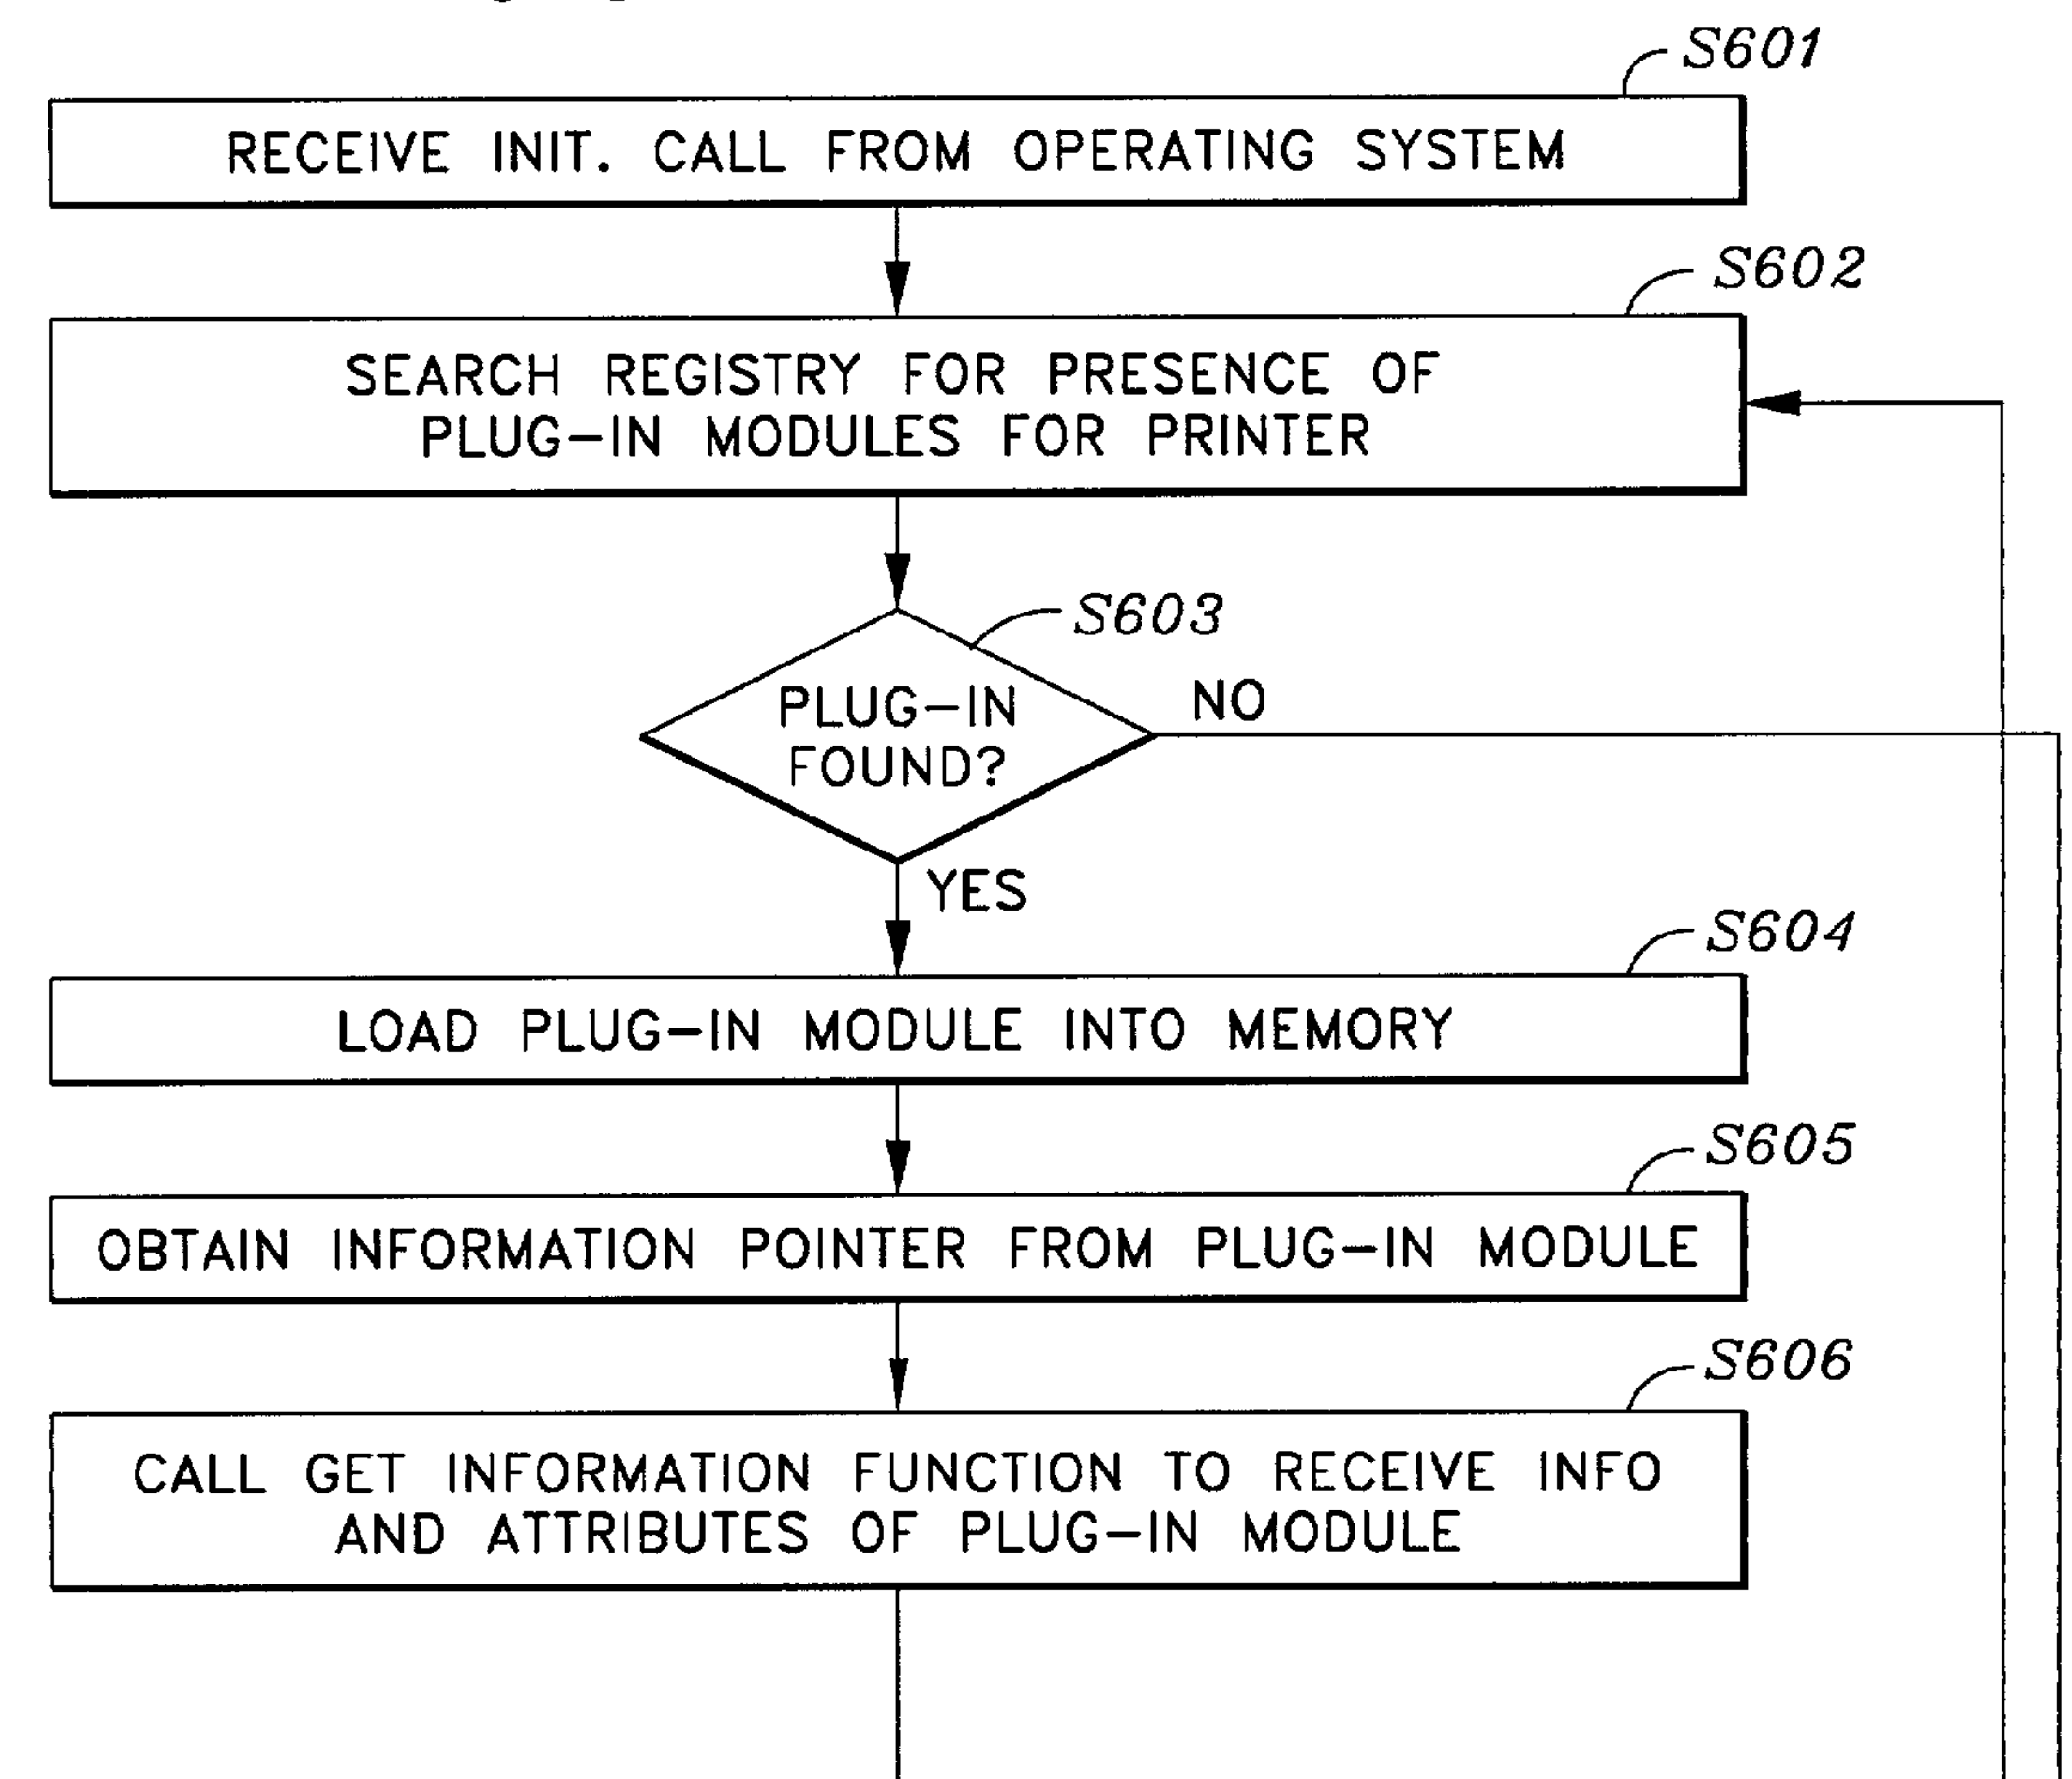 S601
RECEIVE INIT. CALL FROM OPERATING SYSTEM
S602
SEARCH REGISTRY FOR PRESENCE OF
PLUG-IN MODULES FOR PRINTER
S603
PLUG-IN
FOUND?
NO
YES
S604
LOAD PLUG-IN MODULE INTO MEMORY
S605
OBTAIN INFORMATION POINTER FROM PLUG-IN MODULE
S606
CALL GET INFORMATION FUNCTION TO RECEIVE INFO
AND ATTRIBUTES OF PLUG-IN MODULE